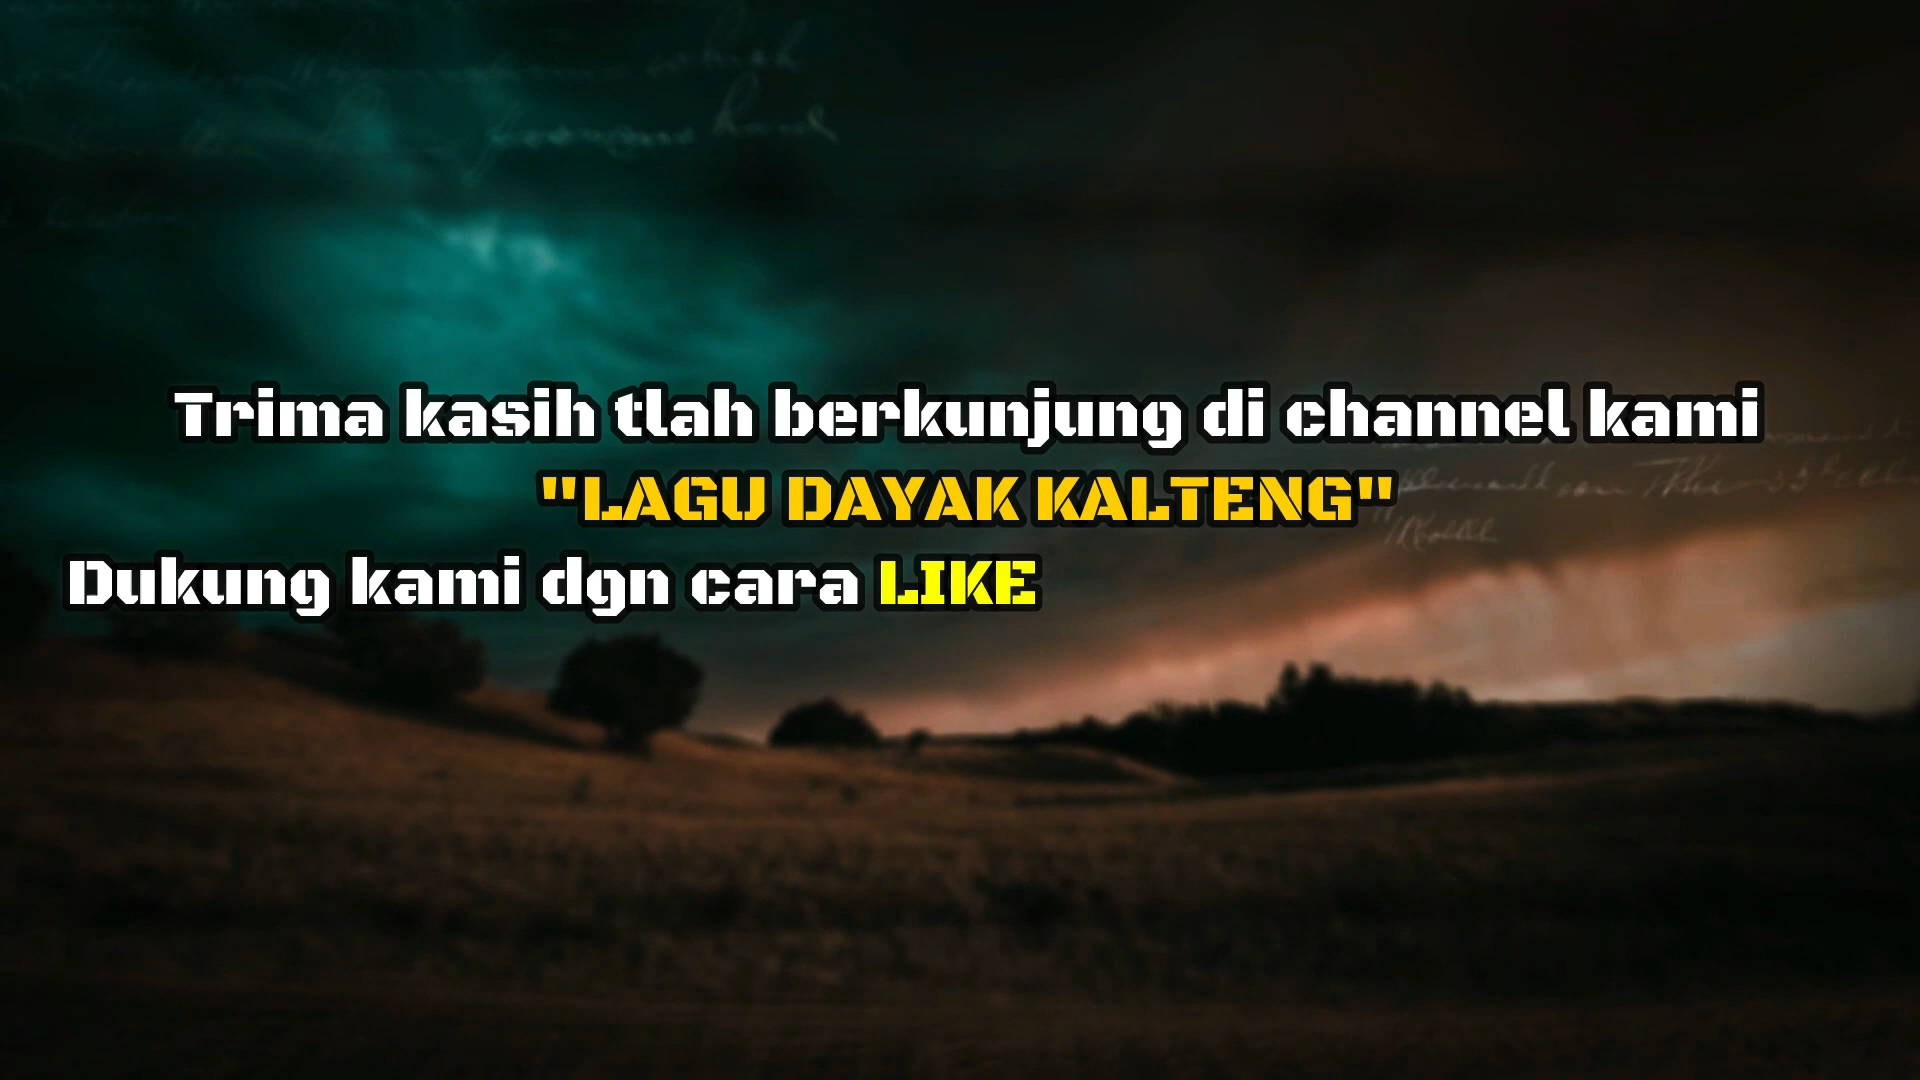 Trima kasih tlah berkunjung di channel kami
"LAGU DAYAK KALTENG"
Dukung kami dgn cara LIKE